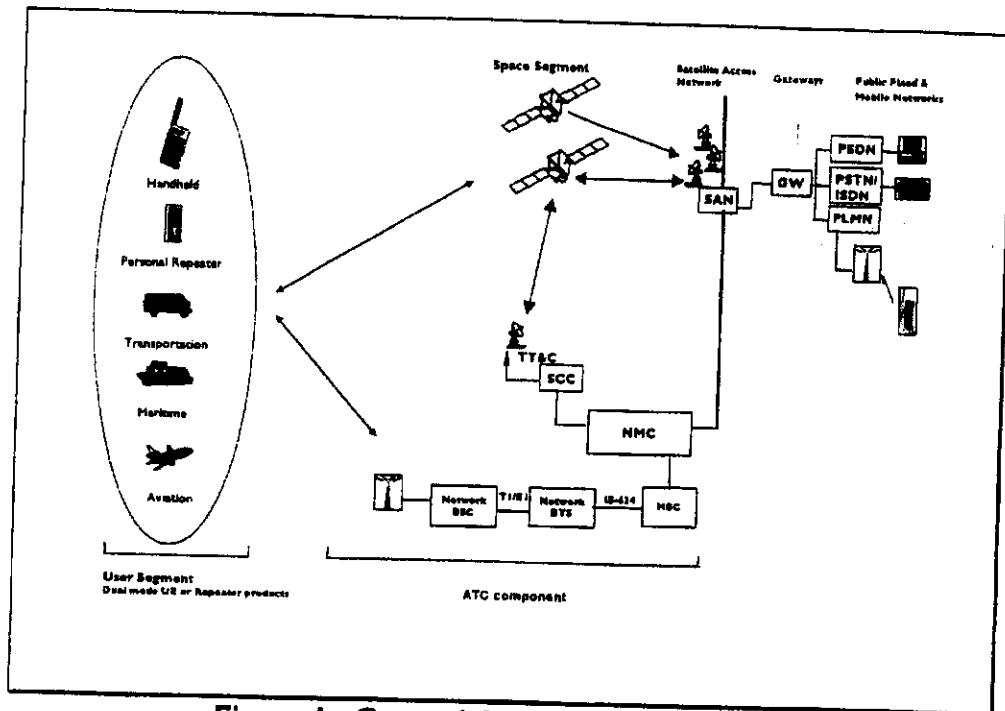 Space Segment
Satellite Access
Network
Gateways
Public Fixed &
Mobile Networks
Handheld
Personal Repeater
Transportation
Maritime
Aviation
SAN
GW
PSDN
PSTN/
ISDN
PLMN
TT&C
SCC
NMC
Network
BSC
T1/E1
Network
BTS
IS-634
MSC
User Segment
Dual mode UE or Repeater products
ATC component